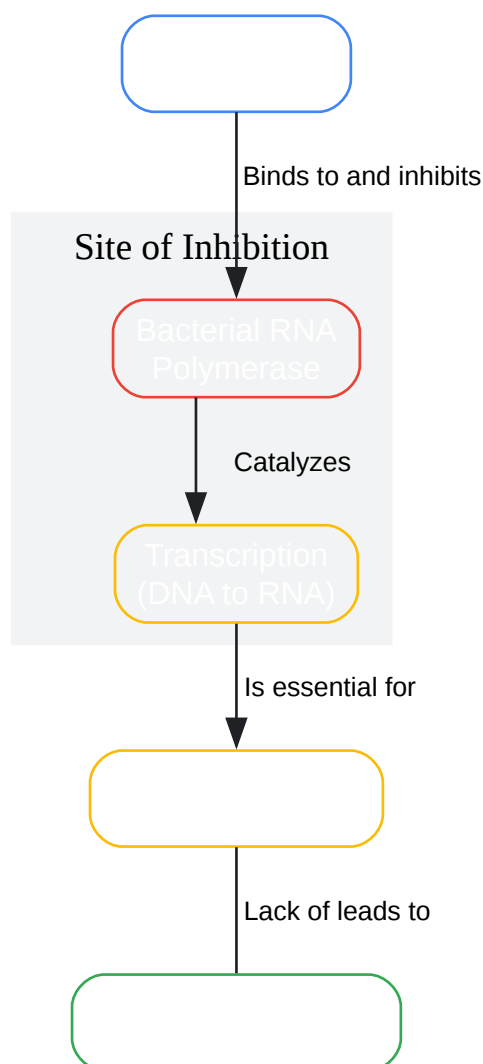 Binds to and inhibits
Site of Inhibition
Bacterial RNA
Polymerase
Catalyzes
Transcription
(DNA to RNA)
Is essential for
Lack of leads to